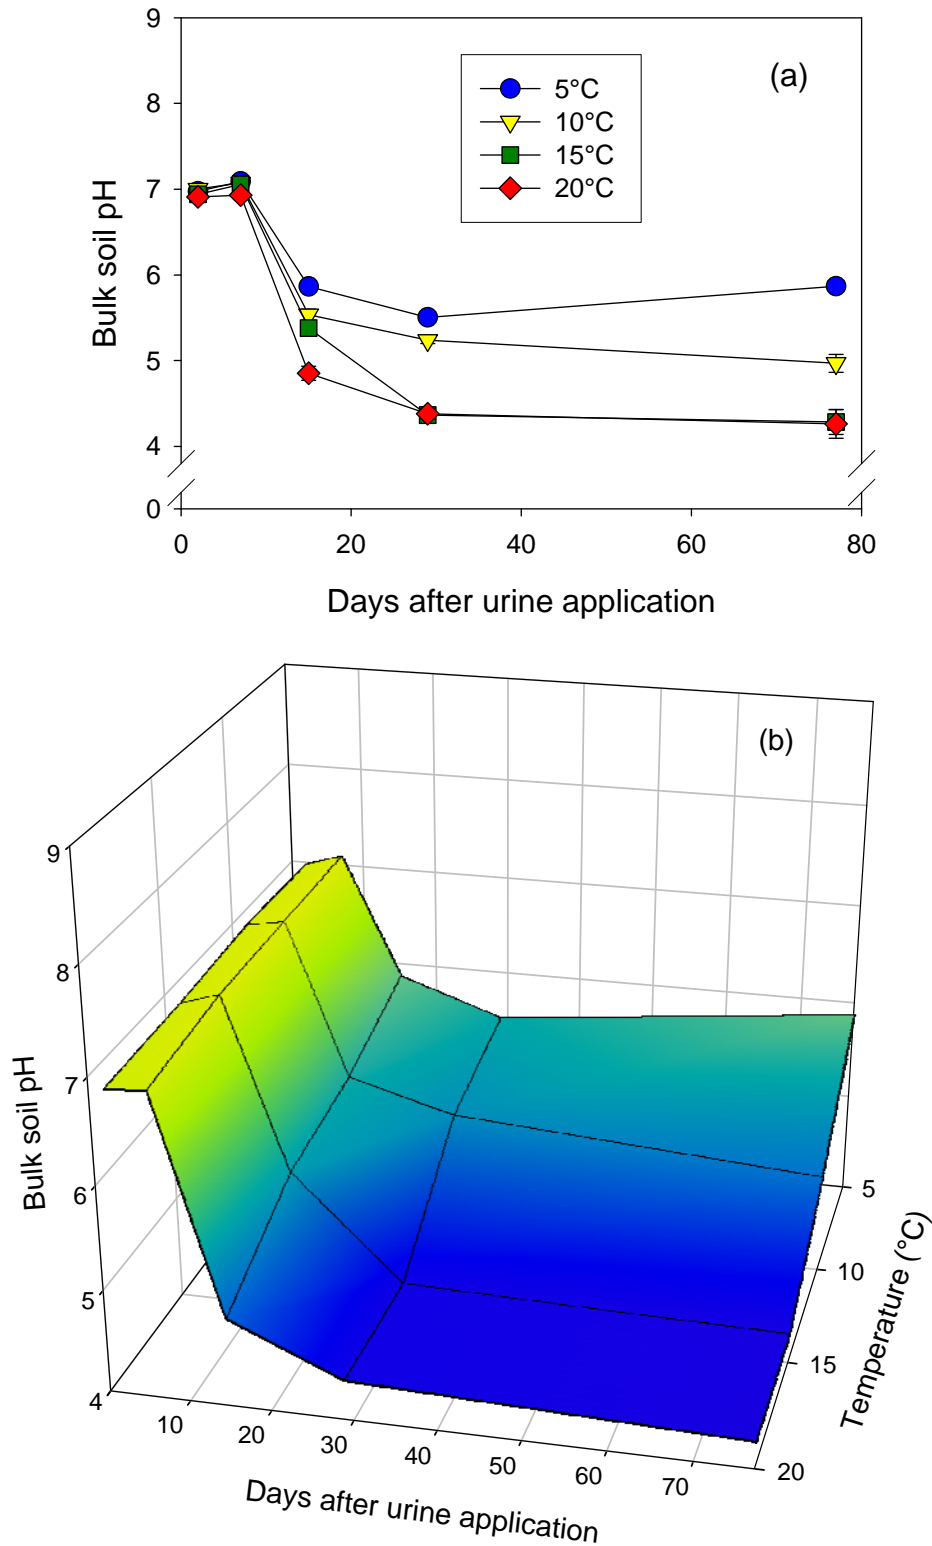 9
(a)
5°C
8
10°C
15°C
7
20°C
Bulk soil pH
6
5
4
0
0 20 40 60 80
Days after urine application
(b)
9
8
7
Bulk soil pH
6
5
4
5
10
15
20
Temperature (°C)
10 20 30 40 50 60 70
Days after urine application